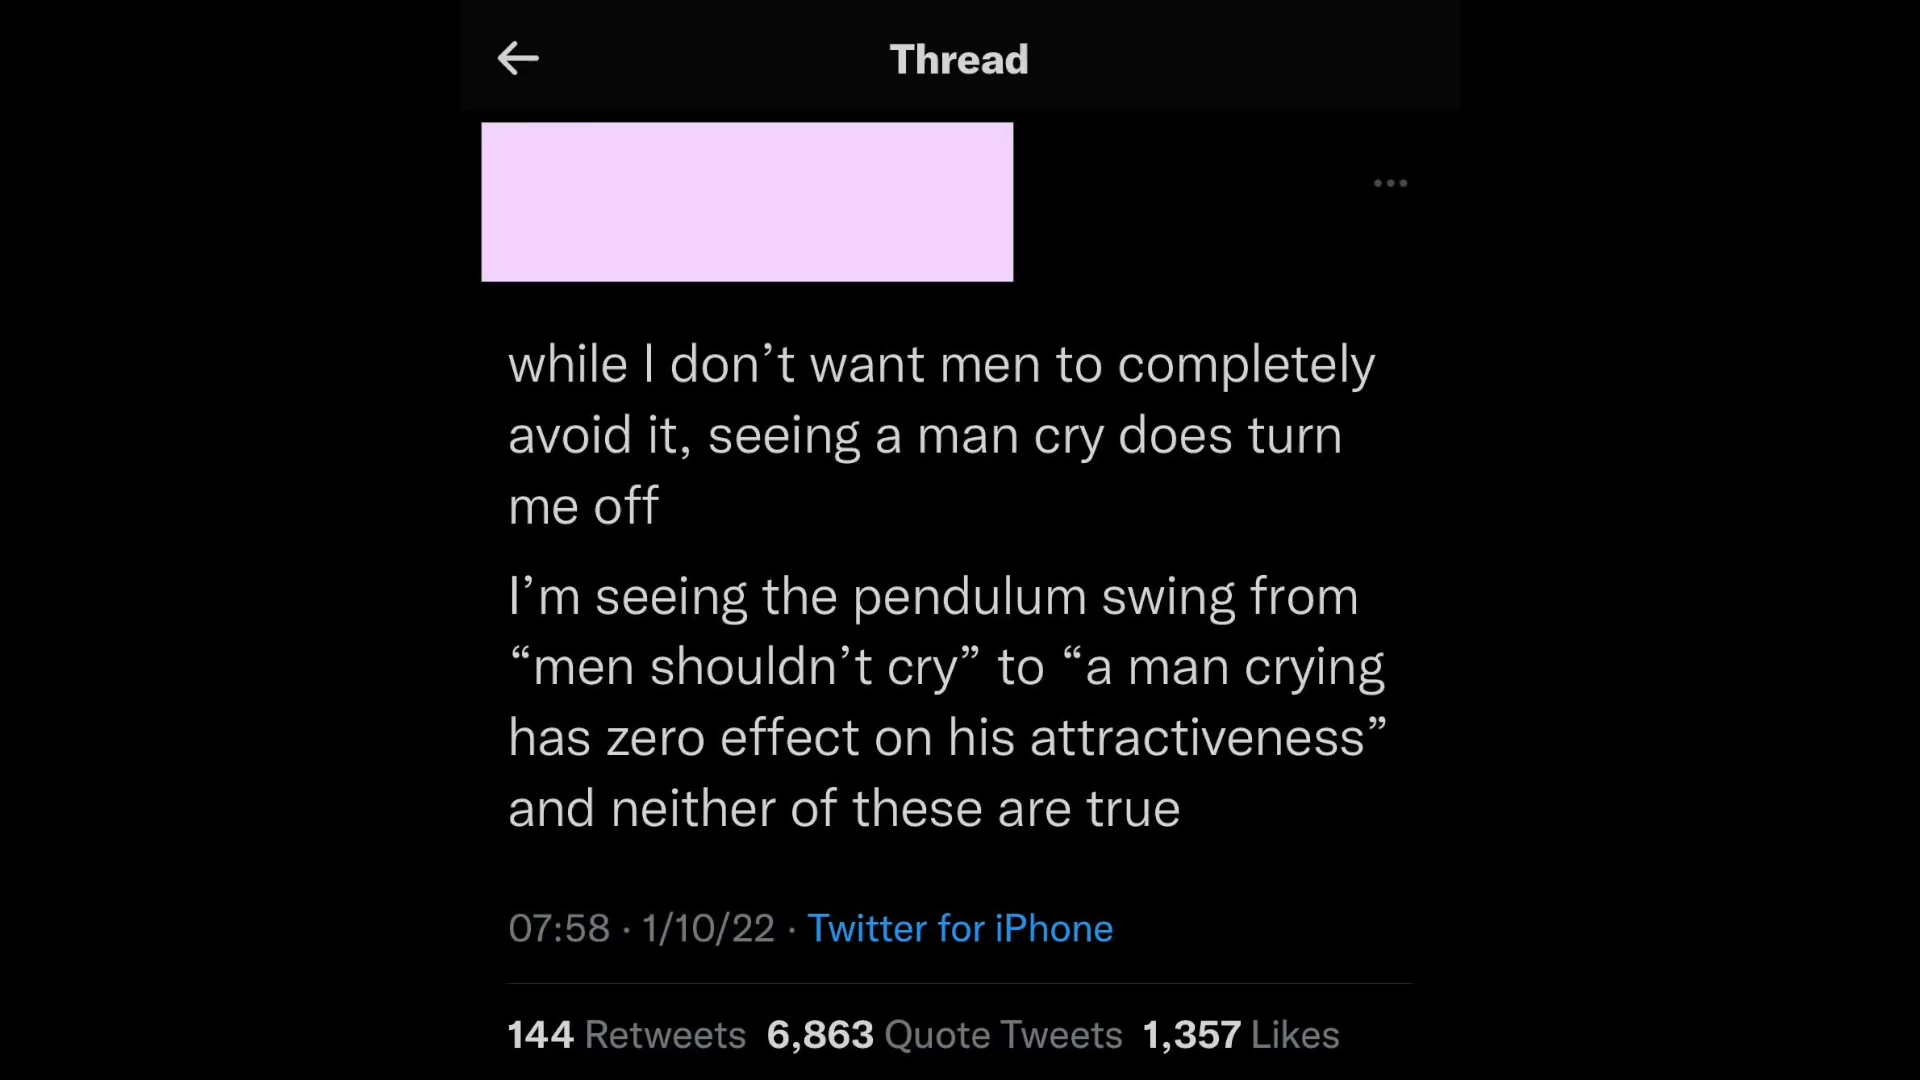 Thread
while I don’t want men to completely
avoid it, seeing a man cry does turn
me off
I’m seeing the pendulum swing from
“men shouldn’t cry” to “a man crying
has zero effect on his attractiveness”
and neither of these are true
07:58 · 1/10/22 · Twitter for iPhone
144 Retweets 6,863 Quote Tweets 1,357 Likes